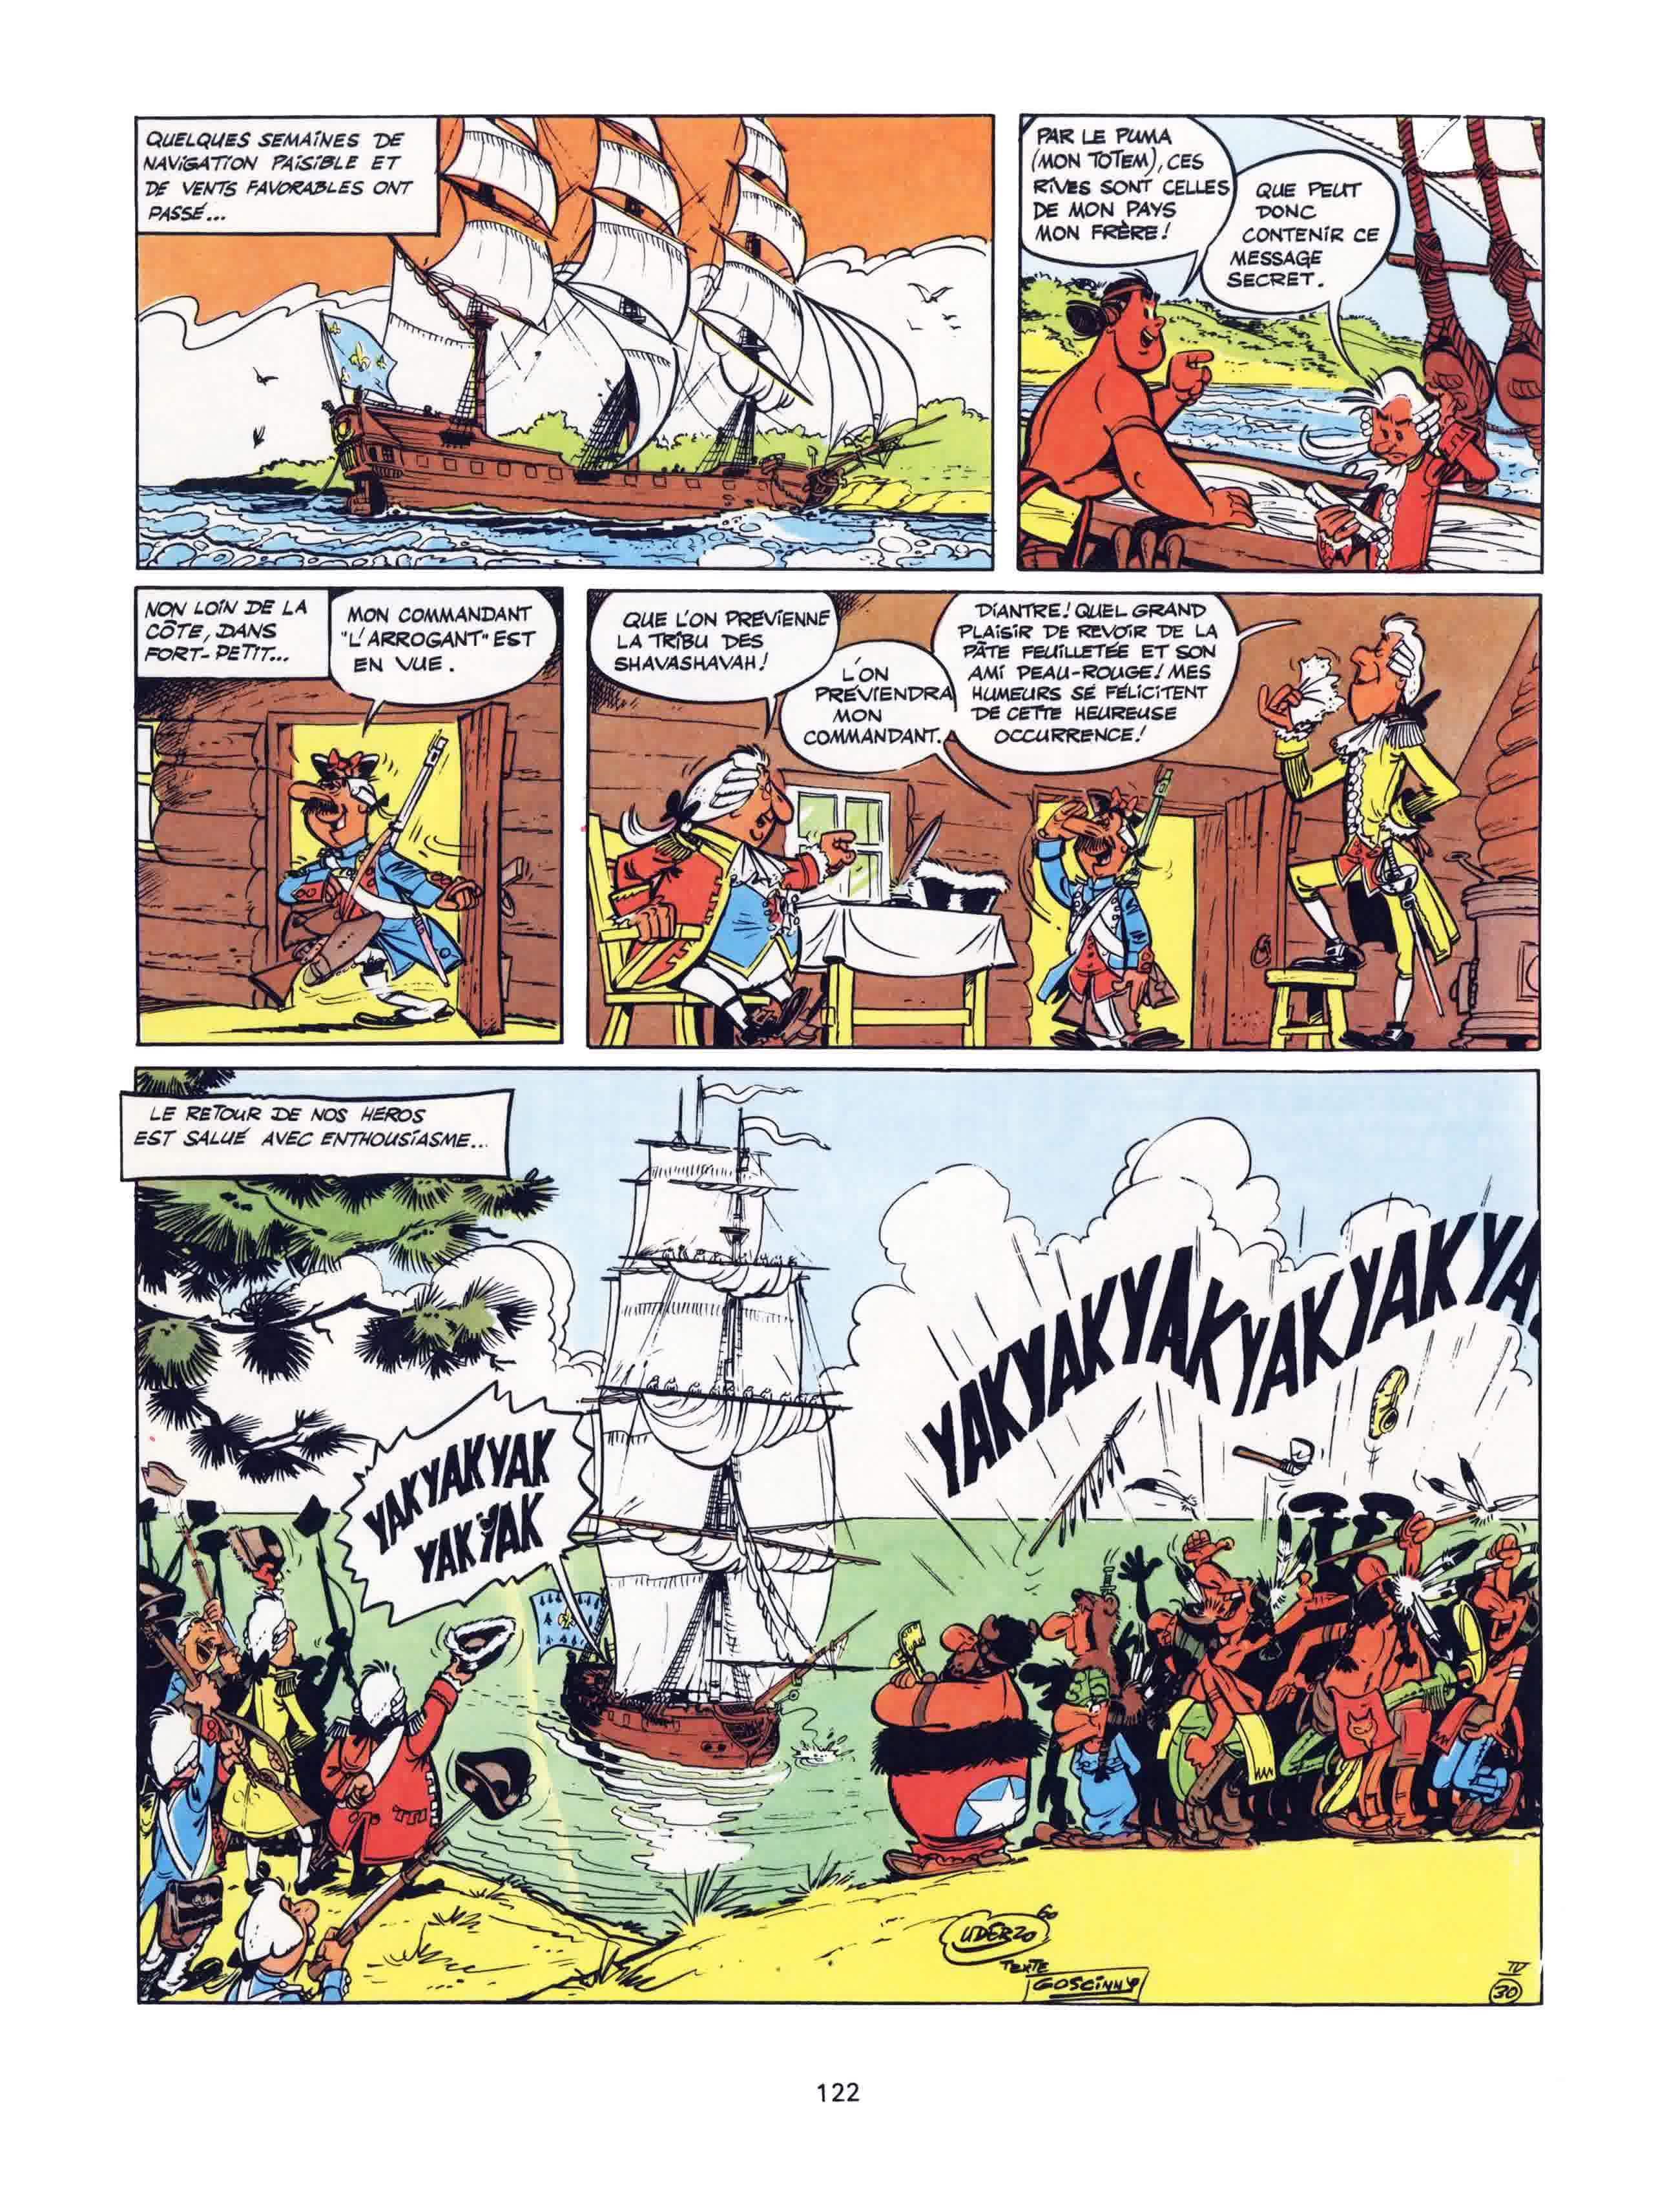 QUELQUES SEMAINES DE
NAVIGATION PAISIBLE ET
DE VENTS FAVORABLES ONT
PASSÉ...
PAR LE PUMA
(MON TOTEM), CES
RIVES SONT CELLES
DE MON PAYS
MON FRÈRE!
QUE PEUT
DONC
CONTENIR CE
MESSAGE
SECRET.
NON LOIN DE LA
CÔTE, DANS
FORT-PETIT...
MON COMMANDANT
"L'ARROGANT" EST
EN VUE.
QUE L'ON PRÉVIENNE
LA TRIBU DES
SHAVASHAVAH!
L'ON
PRÉVIENDRA
MON
COMMANDANT.
DIANTRE! QUEL GRAND
PLAISIR DE REVOIR DE LA
PÂTE FEUILLETÉE ET SON
AMI PEAU-ROUGE! MES
HUMEURS SE FÉLICITENT
DE CETTE HEUREUSE
OCCURRENCE!
LE RETOUR DE NOS HÉROS
EST SALUÉ AVEC ENTHOUSIASME...
YAKYAKYAK
YAKYAK
YAKYAKYAKYAKYAKYA
UDERZO 60
TEXTE
GOSCINNY
IV
30
122